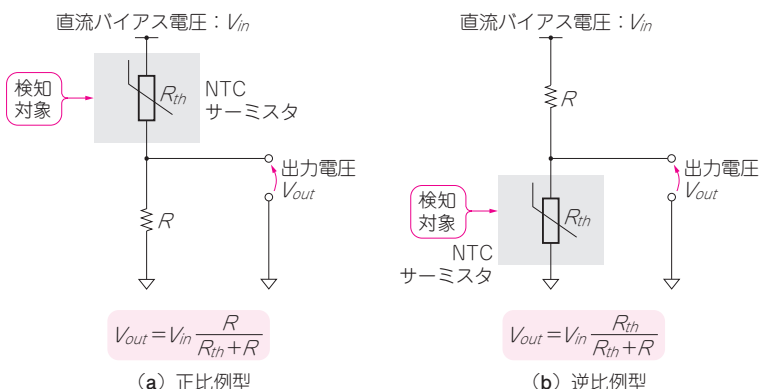 直流バイアス電圧：Vin
検知
対象
Rth
NTC
サーミスタ
出力電圧
Vout
R
Vout=Vin R/Rth+R
(a) 正比例型
直流バイアス電圧：Vin
R
出力電圧
Vout
検知
対象
Rth
NTC
サーミスタ
Vout=Vin Rth/Rth+R
(b) 逆比例型